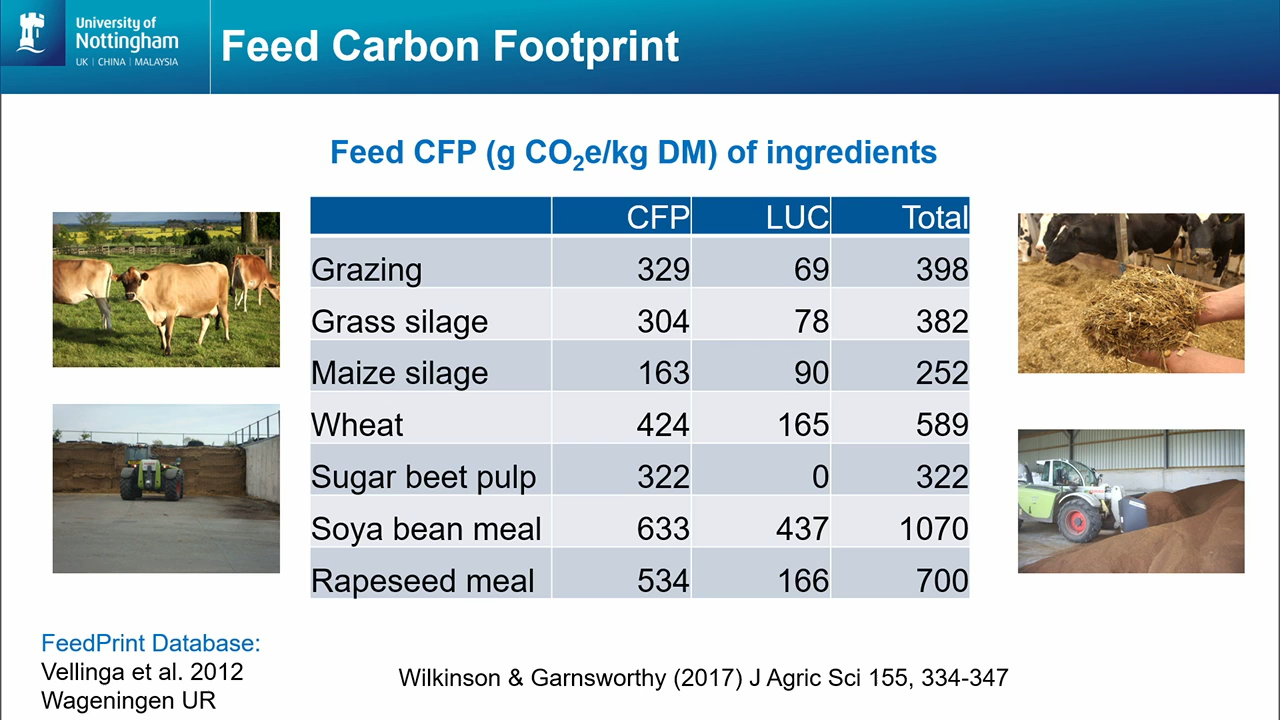 University of
Nottingham
UK | CHINA | MALAYSIA
Feed Carbon Footprint
Feed CFP (g CO₂e/kg DM) of ingredients
CFP LUC Total
Grazing 329 69 398
Grass silage 304 78 382
Maize silage 163 90 252
Wheat 424 165 589
Sugar beet pulp 322 0 322
Soya bean meal 633 437 1070
Rapeseed meal 534 166 700
FeedPrint Database:
Vellinga et al. 2012
Wageningen UR
Wilkinson & Garnsworthy (2017) J Agric Sci 155, 334-347